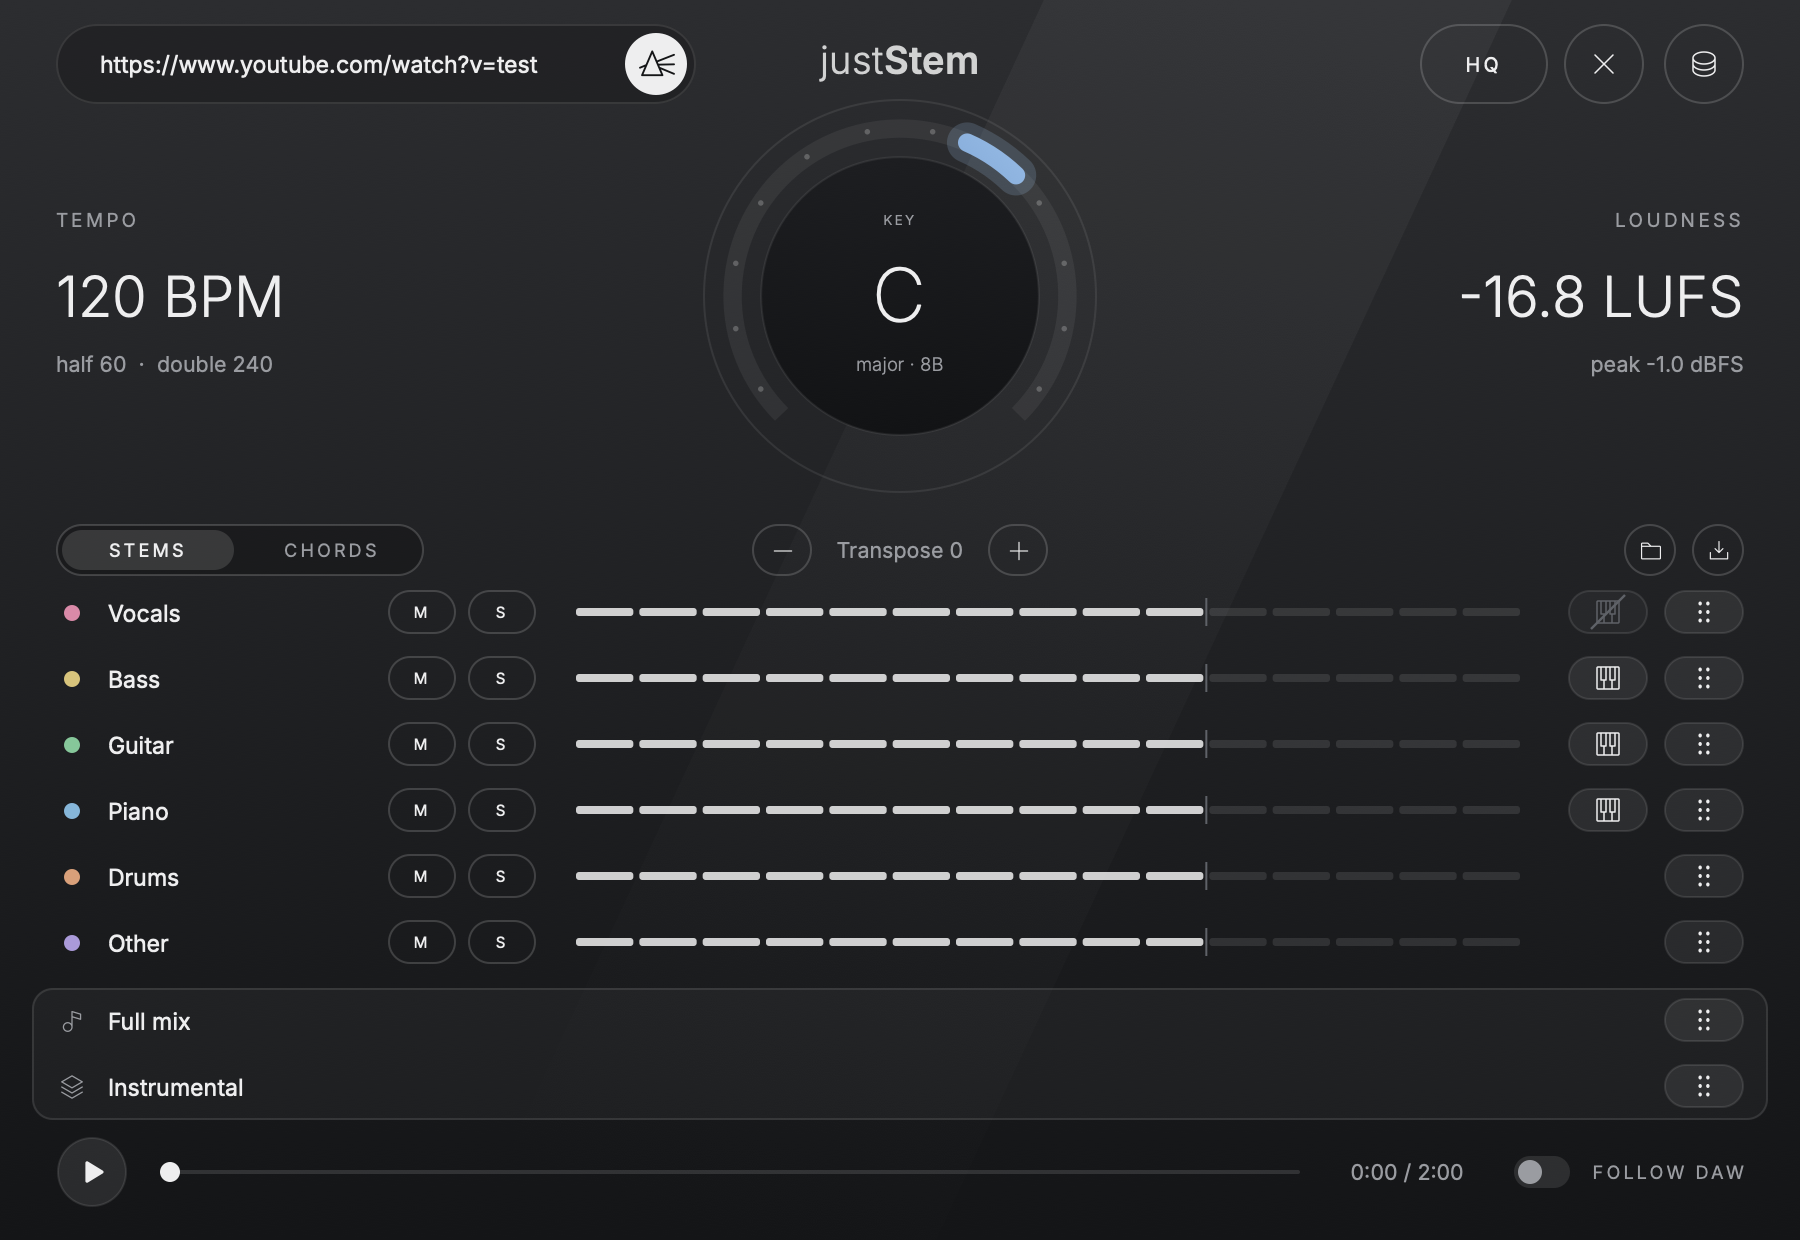 https://www.youtube.com/watch?v=test
justStem
HQ
TEMPO
120 BPM
half 60 · double 240
KEY
C
major · 8B
LOUDNESS
-16.8 LUFS
peak -1.0 dBFS
STEMS CHORDS
Transpose 0
Vocals M S
Bass M S
Guitar M S
Piano M S
Drums M S
Other M S
Full mix
Instrumental
0:00 / 2:00 FOLLOW DAW